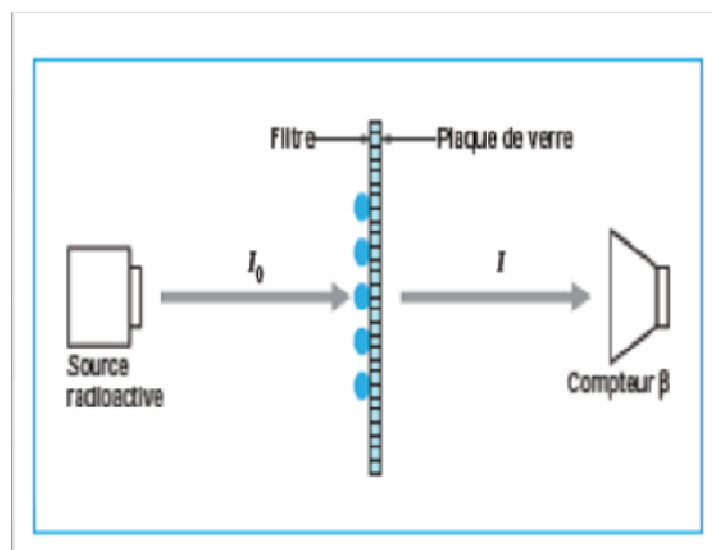 Filtre
Plaque de verre
I₀
I
Source
radioactive
Compteur β